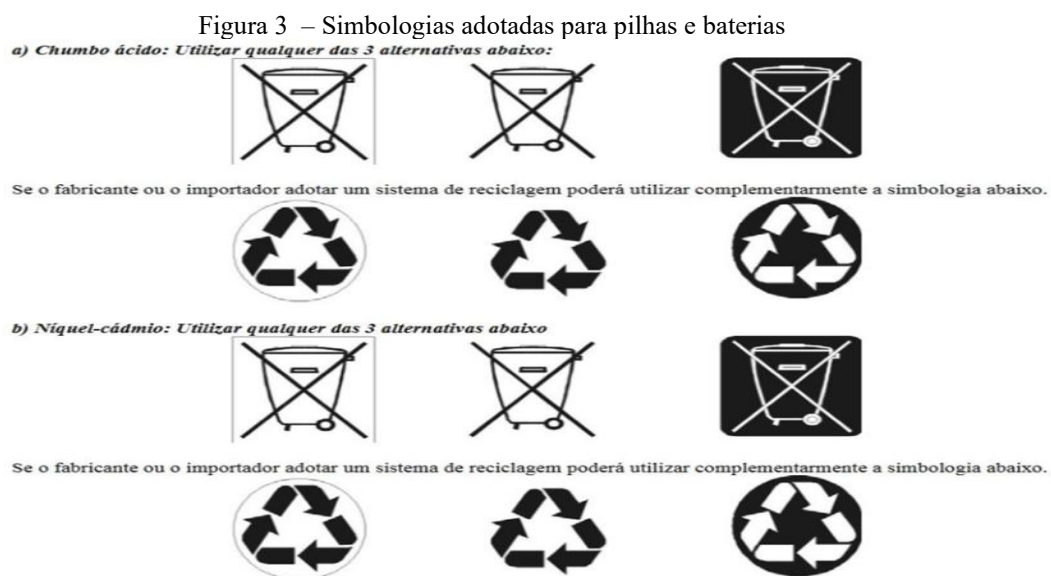 Figura 3 – Simbologias adotadas para pilhas e baterias
a) Chumbo ácido: Utilizar qualquer das 3 alternativas abaixo:
Se o fabricante ou o importador adotar um sistema de reciclagem poderá utilizar complementarmente a simbologia abaixo.
b) Níquel-cádmio: Utilizar qualquer das 3 alternativas abaixo
Se o fabricante ou o importador adotar um sistema de reciclagem poderá utilizar complementarmente a simbologia abaixo.